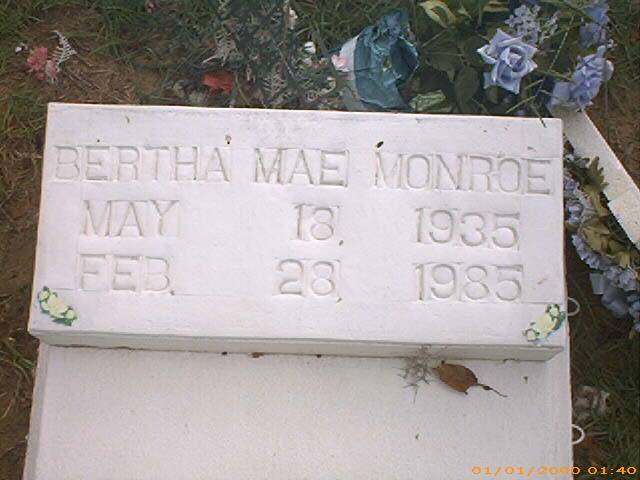 BERTHA MAE MONROE
MAY 18 1935
FEB. 28 1985
01/01/2000 01:40